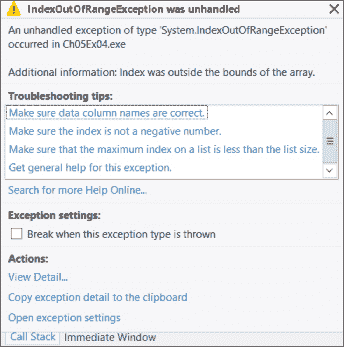 IndexOutOfRangeException was unhandled
An unhandled exception of type 'System.IndexOutOfRangeException'
occurred in Ch05Ex04.exe
Additional information: Index was outside the bounds of the array.
Troubleshooting tips:
Make sure data column names are correct.
Make sure the index is not a negative number.
Make sure that the maximum index on a list is less than the list size.
Get general help for this exception.
Search for more Help Online...
Exception settings:
Break when this exception type is thrown
Actions:
View Detail...
Copy exception detail to the clipboard
Open exception settings
Call Stack Immediate Window